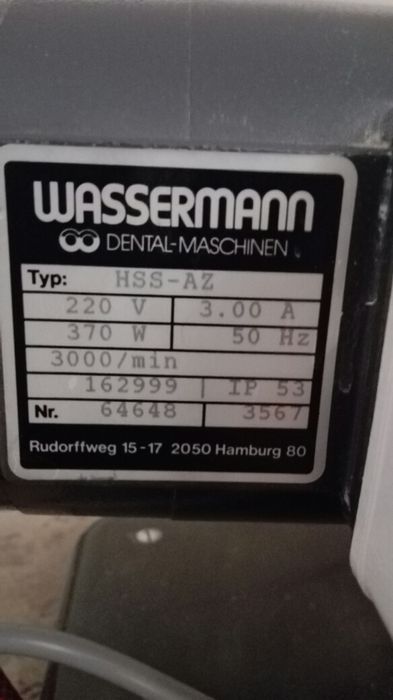 WASSERMANN
DENTAL-MASCHINEN
Typ: HSS-AZ
220 V 3.00 A
370 W 50 Hz
3000/min
162999 | IP 53
Nr. 64648 3567
Rudorffweg 15-17 2050 Hamburg 80